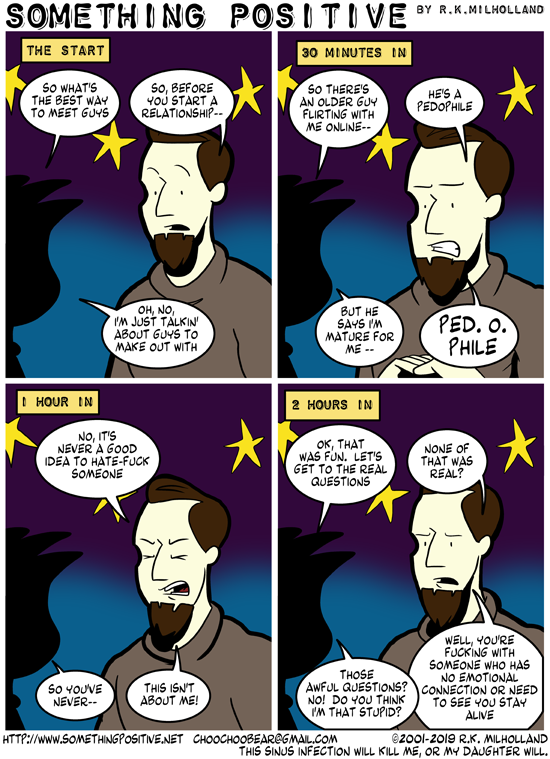 SOMETHING POSITIVE BY R.K.MILHOLLAND
THE START
SO WHAT'S
THE BEST WAY
TO MEET GUYS
SO, BEFORE
YOU START A
RELATIONSHIP--
OH, NO,
I'M JUST TALKIN'
ABOUT GUYS TO
MAKE OUT WITH
30 MINUTES IN
SO THERE'S
AN OLDER GUY
FLIRTING WITH
ME ONLINE--
HE'S A
PEDOPHILE
BUT HE
SAYS I'M
MATURE FOR
ME --
PED. O.
PHILE
1 HOUR IN
NO, IT'S
NEVER A GOOD
IDEA TO HATE-FUCK
SOMEONE
SO YOU'VE
NEVER--
THIS ISN'T
ABOUT ME!
2 HOURS IN
OK, THAT
WAS FUN. LET'S
GET TO THE REAL
QUESTIONS
NONE OF
THAT WAS
REAL?
THOSE
AWFUL QUESTIONS?
NO! DO YOU THINK
I'M THAT STUPID?
WELL, YOU'RE
FUCKING WITH
SOMEONE WHO HAS
NO EMOTIONAL
CONNECTION OR NEED
TO SEE YOU STAY
ALIVE
HTTP://WWW.SOMETHINGPOSITIVE.NET CHOOCHOOBEAR@GMAIL.COM ©2001-2019 R.K. MILHOLLAND
THIS SINUS INFECTION WILL KILL ME, OR MY DAUGHTER WILL.